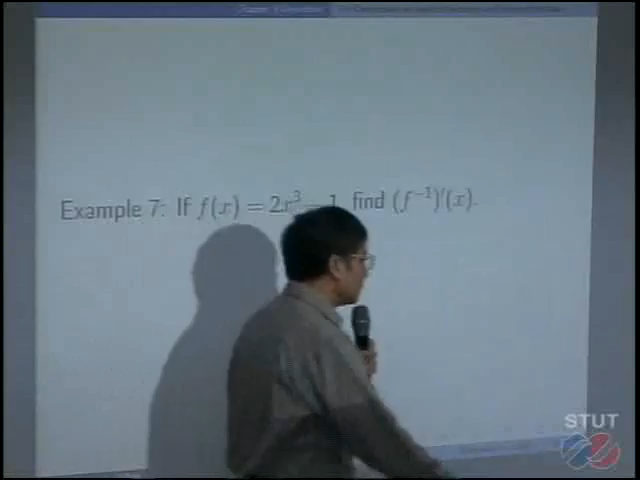 Example 7: If f(x) = 2x³ − 1, find (f⁻¹)′(x).
STUT